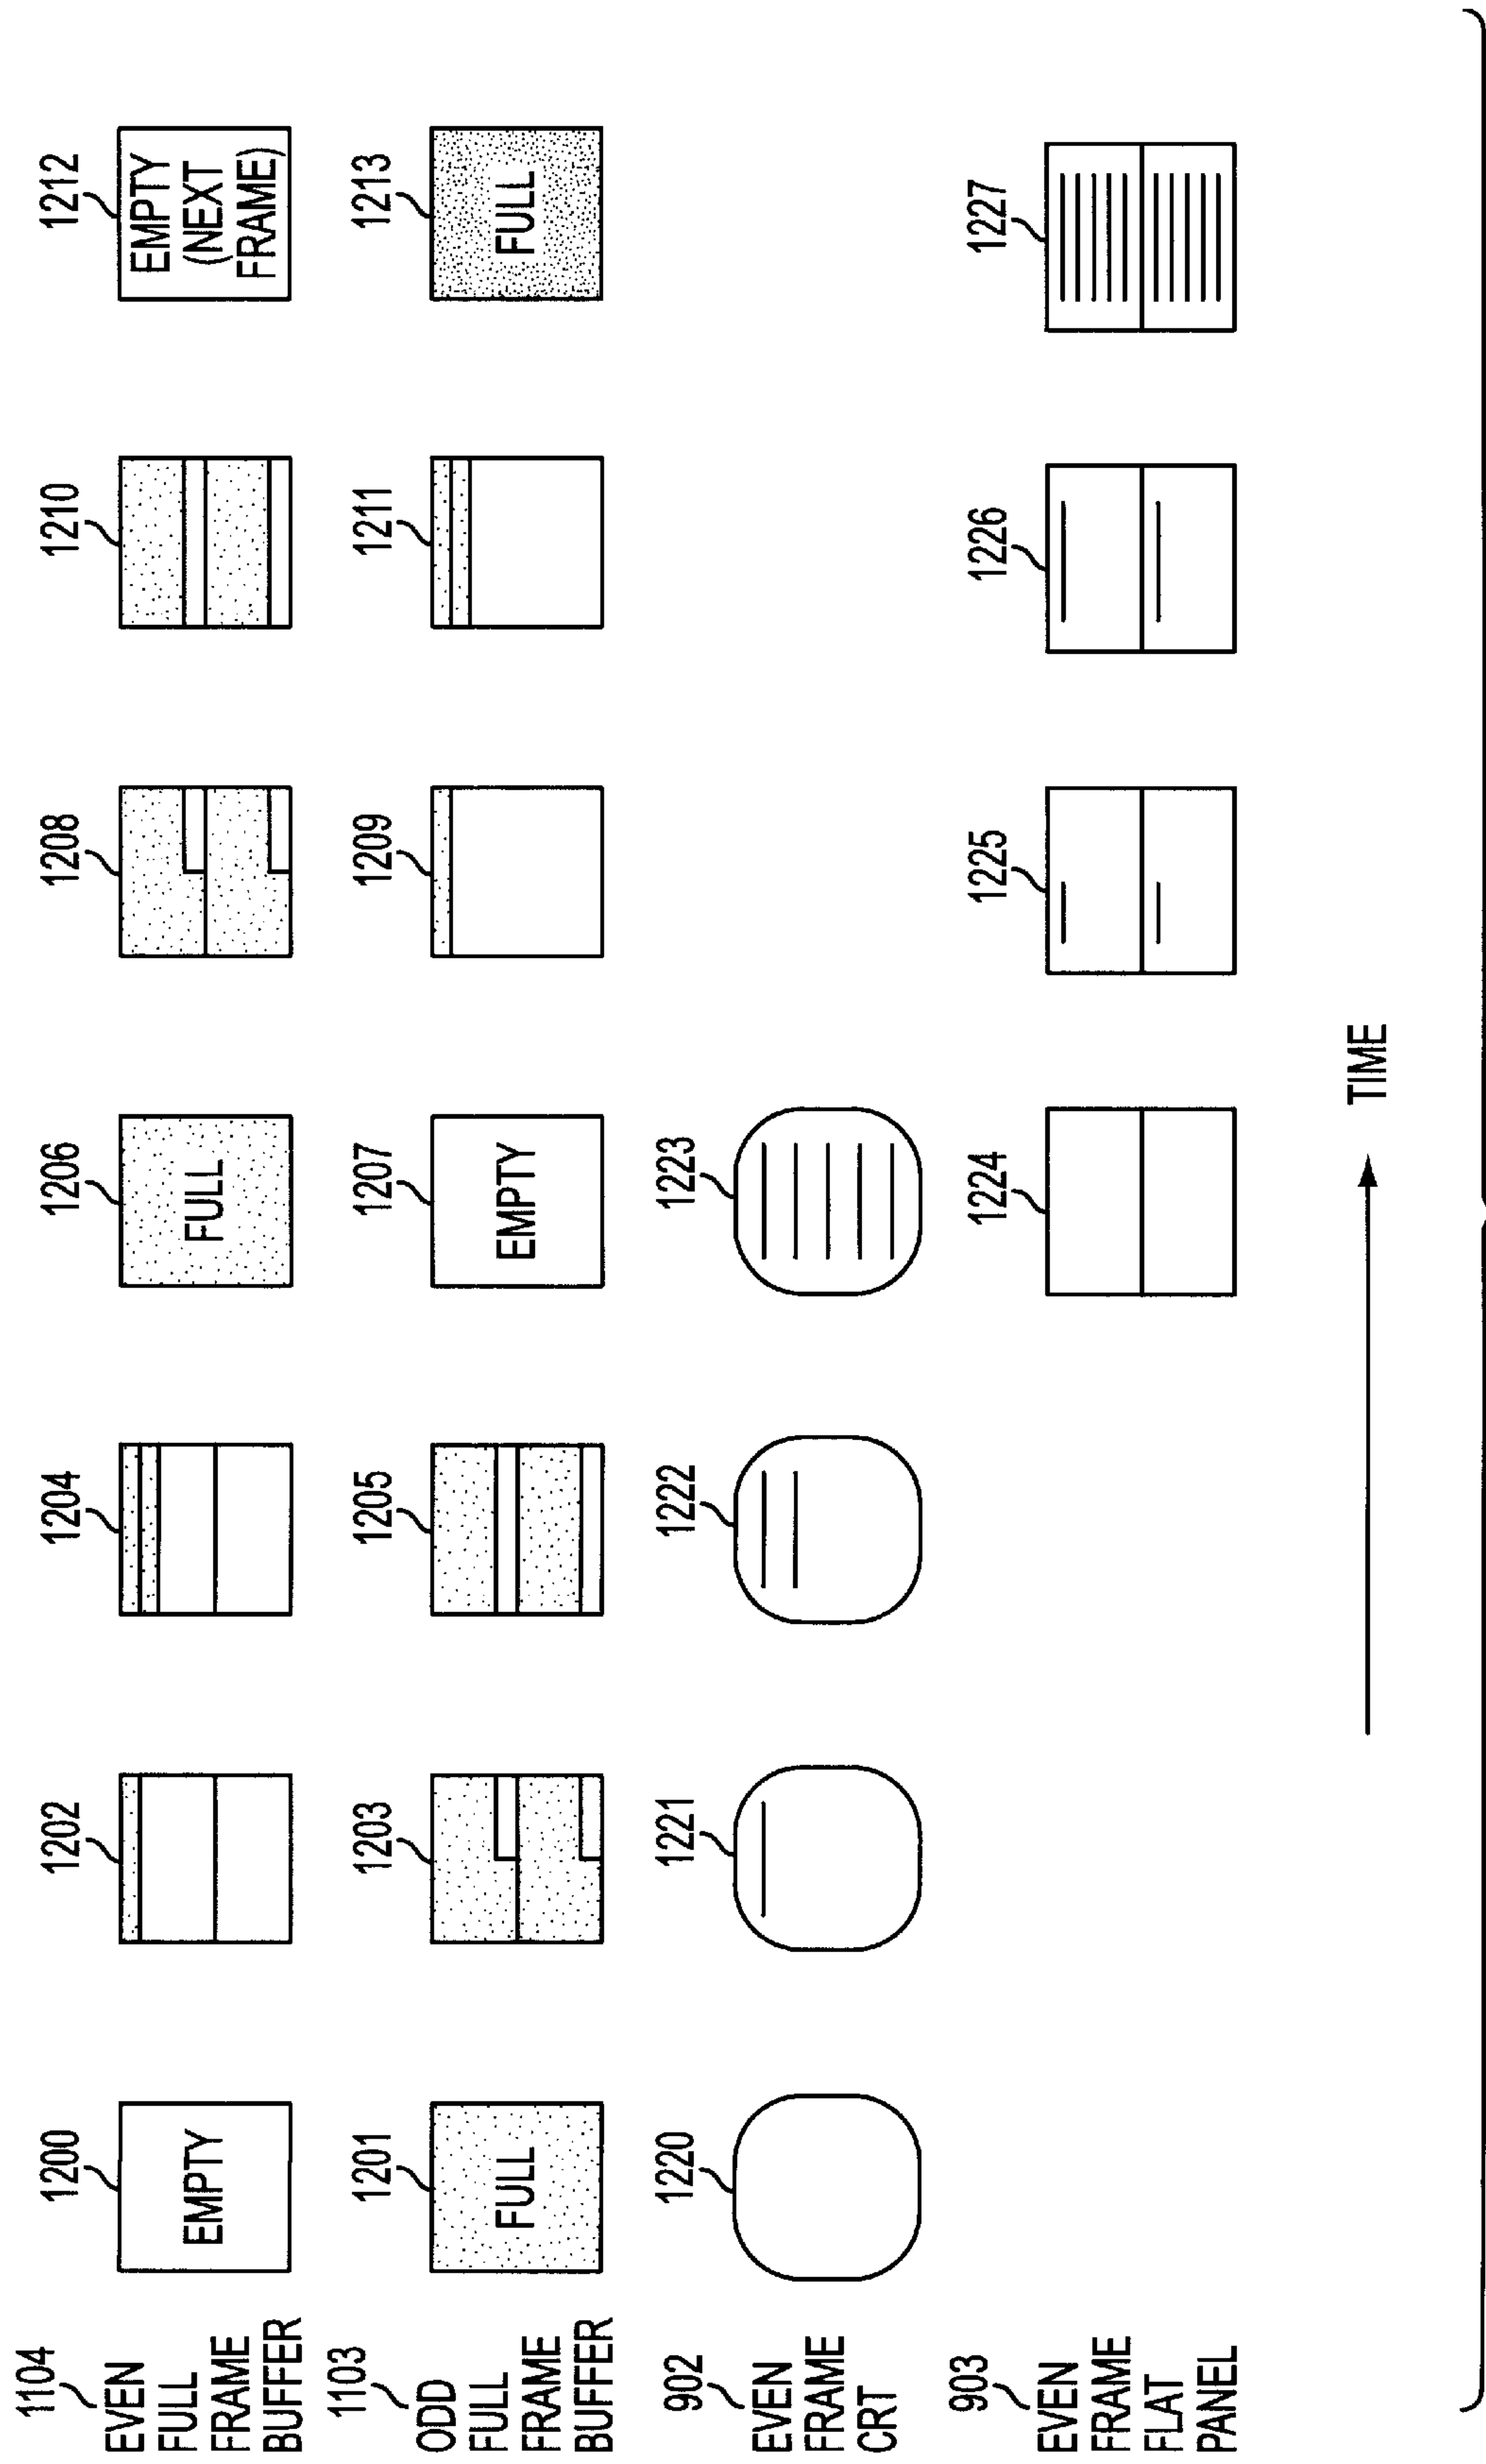 1104
EVEN
FULL
FRAME
BUFFER
1200
EMPTY
1202
1204
1206
FULL
1208
1210
1212
EMPTY
(NEXT
FRAME)
1103
ODD
FULL
FRAME
BUFFER
1201
FULL
1203
1205
1207
EMPTY
1209
1211
1213
FULL
902
EVEN
FRAME
CRT
1220
1221
1222
1223
903
EVEN
FRAME
FLAT
PANEL
1224
1225
1226
1227
TIME